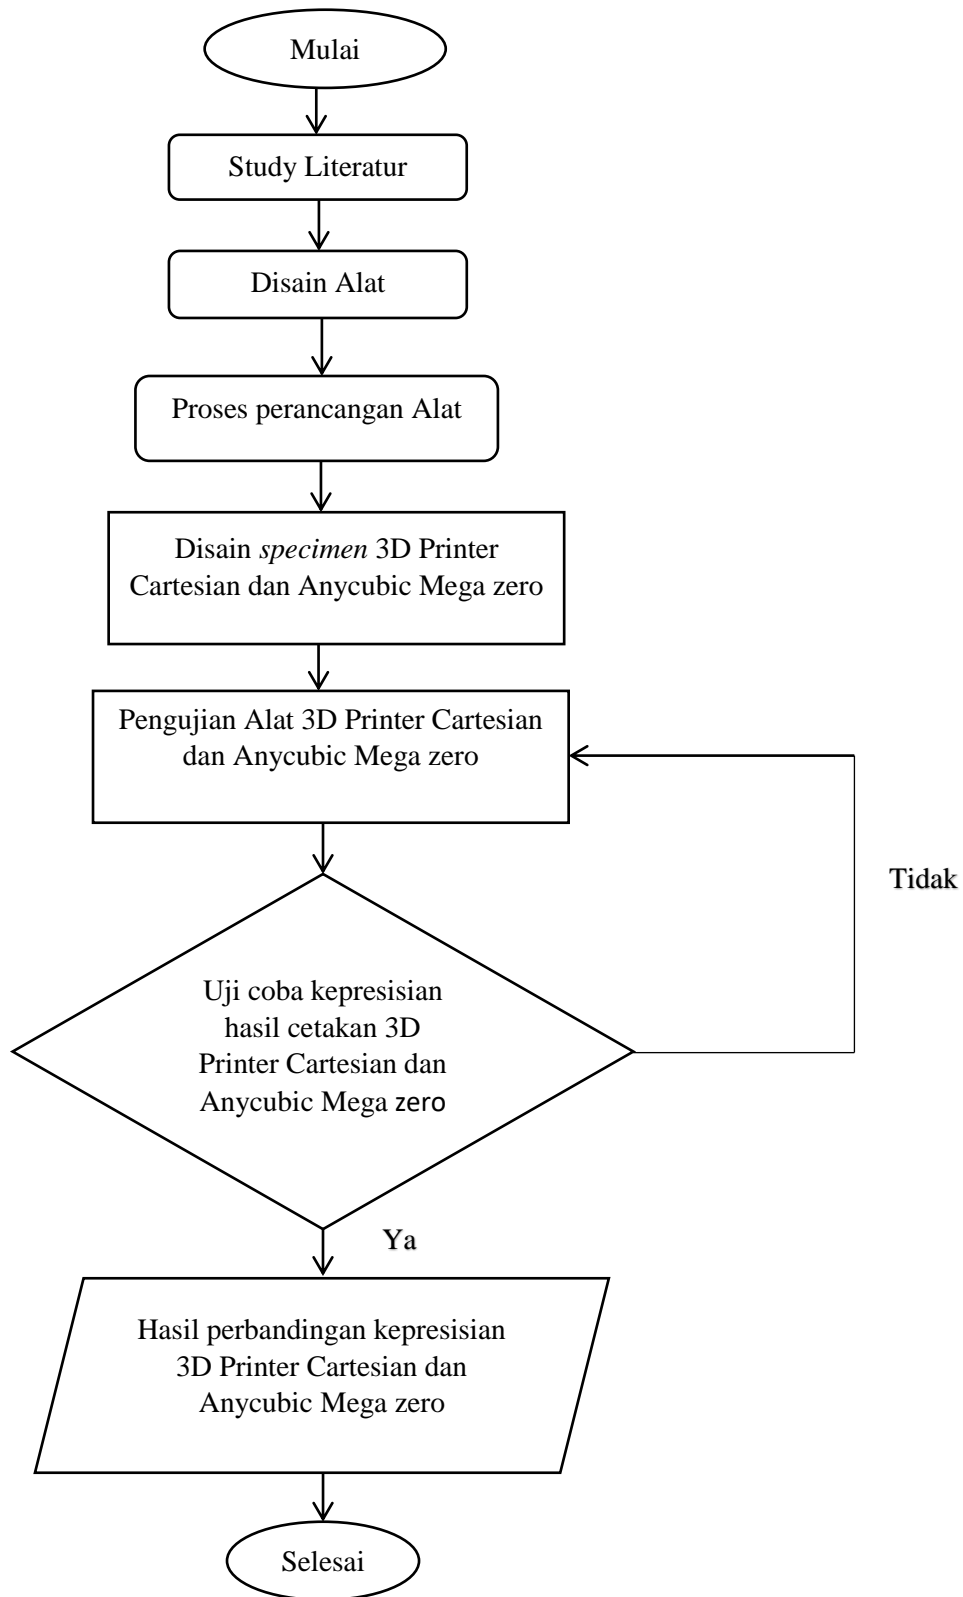 Mulai
Study Literatur
Disain Alat
Proses perancangan Alat
Disain specimen 3D Printer
Cartesian dan Anycubic Mega zero
Pengujian Alat 3D Printer Cartesian
dan Anycubic Mega zero
Tidak
Uji coba kepresisian
hasil cetakan 3D
Printer Cartesian dan
Anycubic Mega zero
Ya
Hasil perbandingan kepresisian
3D Printer Cartesian dan
Anycubic Mega zero
Selesai